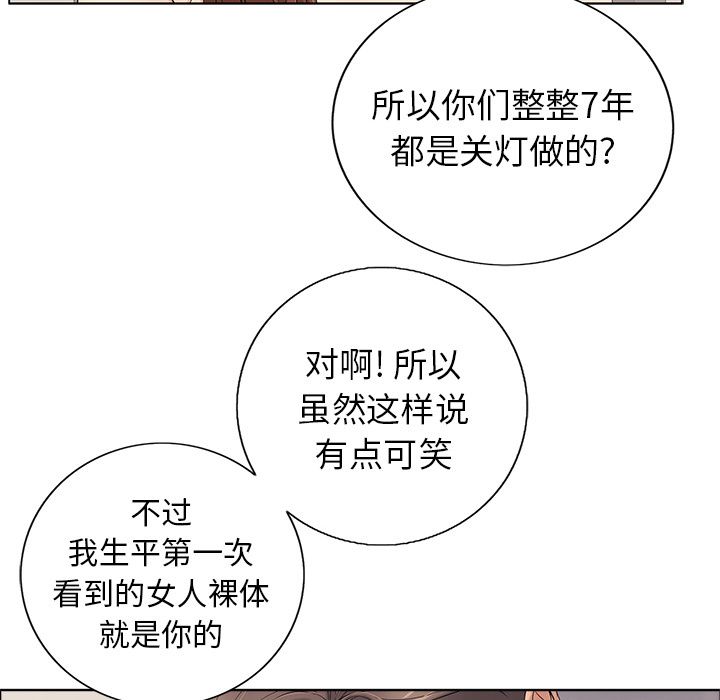 所以你们整整7年
都是关灯做的?
对啊! 所以
虽然这样说
有点可笑
不过
我生平第一次
看到的女人裸体
就是你的